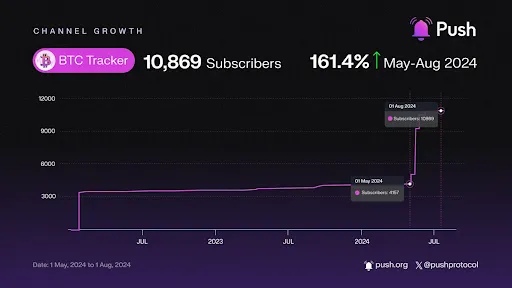 CHANNEL GROWTH
Push
BTC Tracker 10,869 Subscribers 161.4% ↑ May-Aug 2024
12000
01 Aug 2024
Subscribers: 10869
9000
6000
01 May 2024
Subscribers: 4157
3000
JUL 2023 JUL 2024 JUL
Date: 1 May, 2024 to 1 Aug, 2024
push.org X @pushprotocol